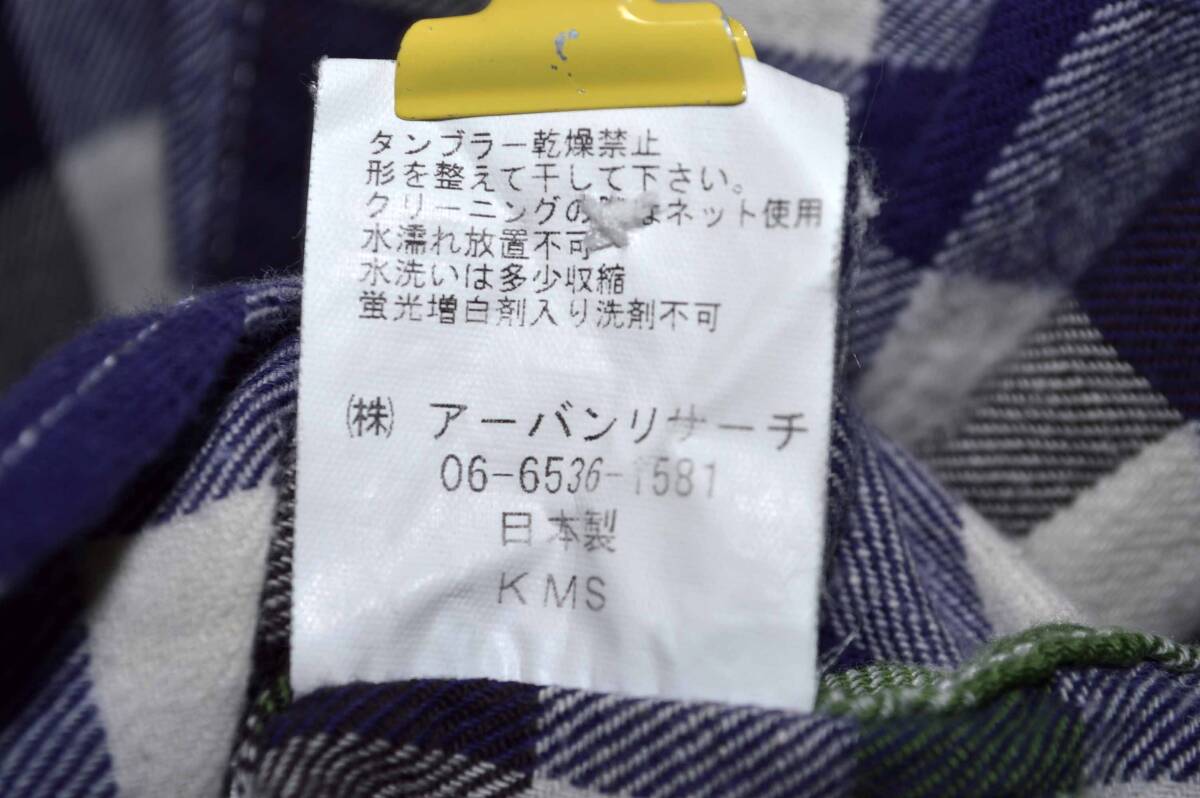 タンブラー乾燥禁止
形を整えて干して下さい。
クリーニングの際はネット使用
水濡れ放置不可
水洗いは多少収縮
蛍光増白剤入り洗剤不可
(株) アーバンリサーチ
06-6536-1581
日本製
KMS